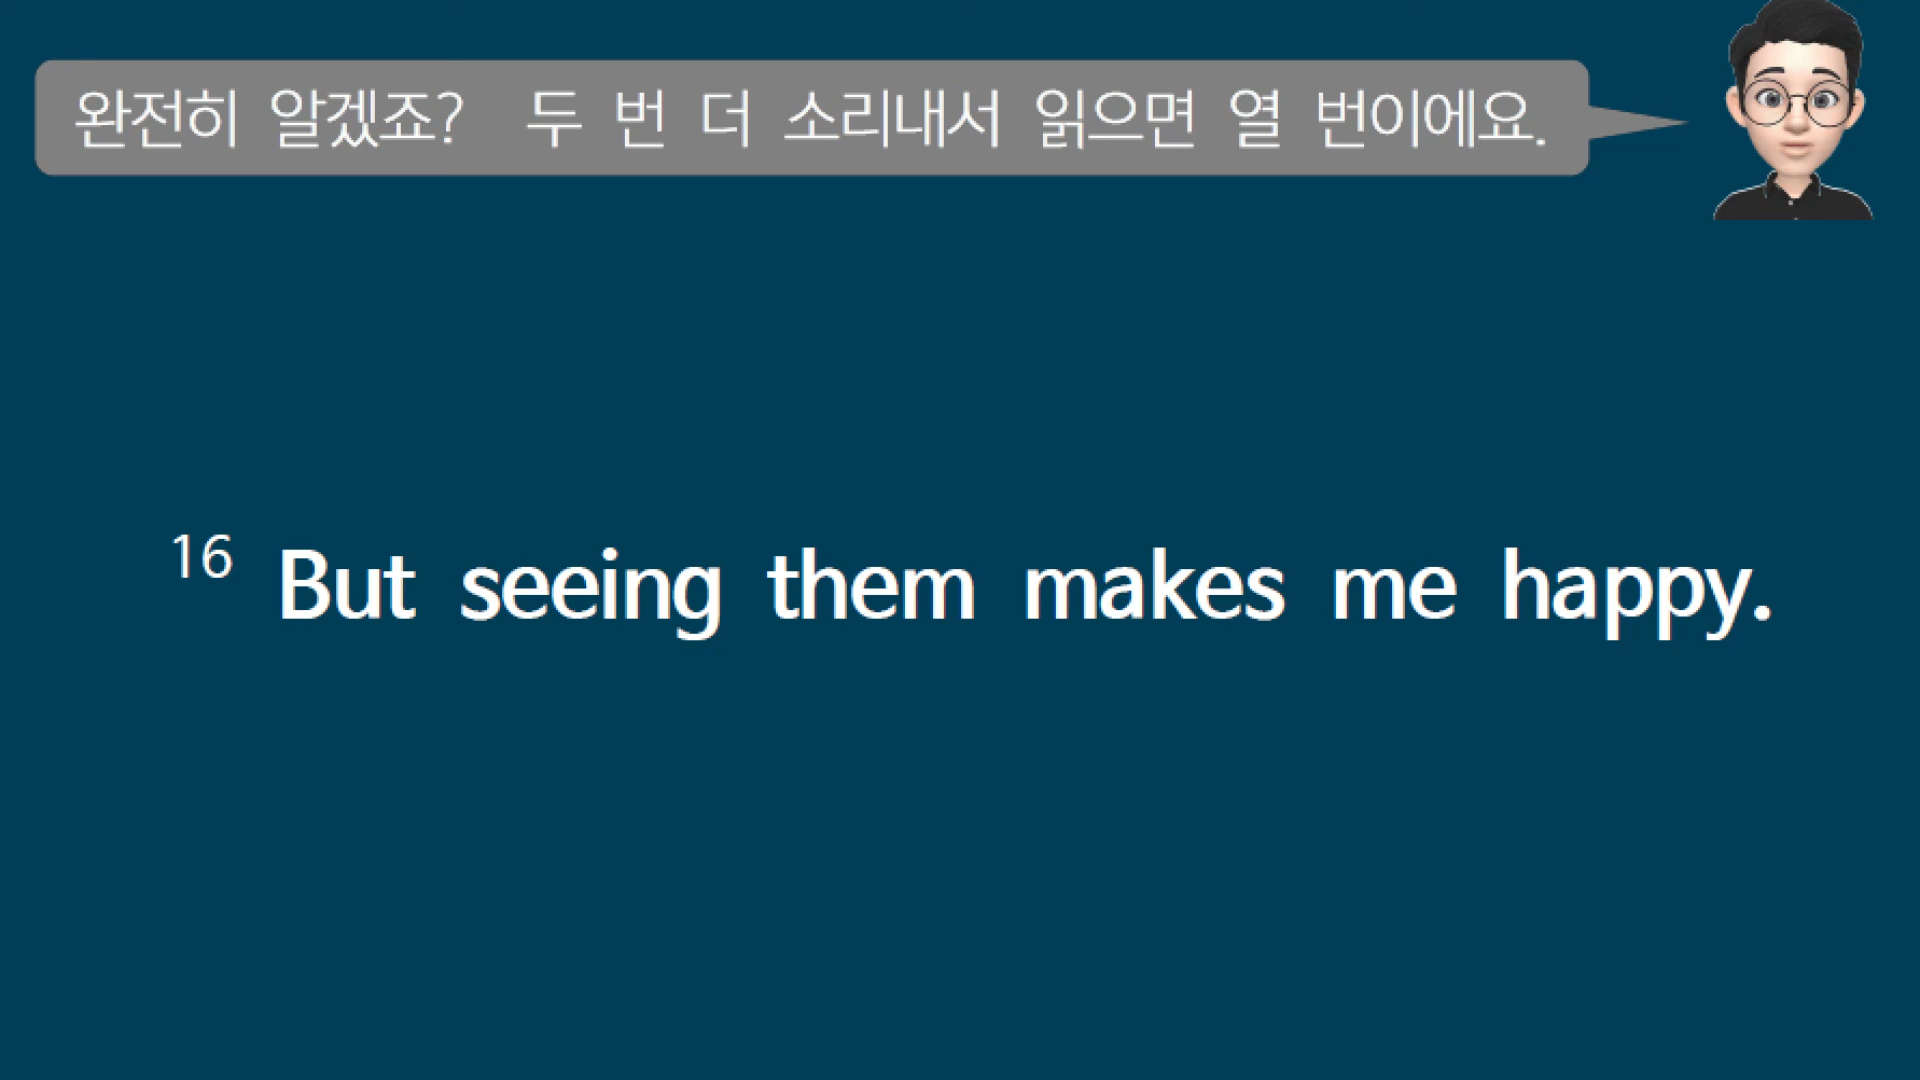 완전히 알겠죠? 두 번 더 소리내서 읽으면 열 번이에요.
16 But seeing them makes me happy.